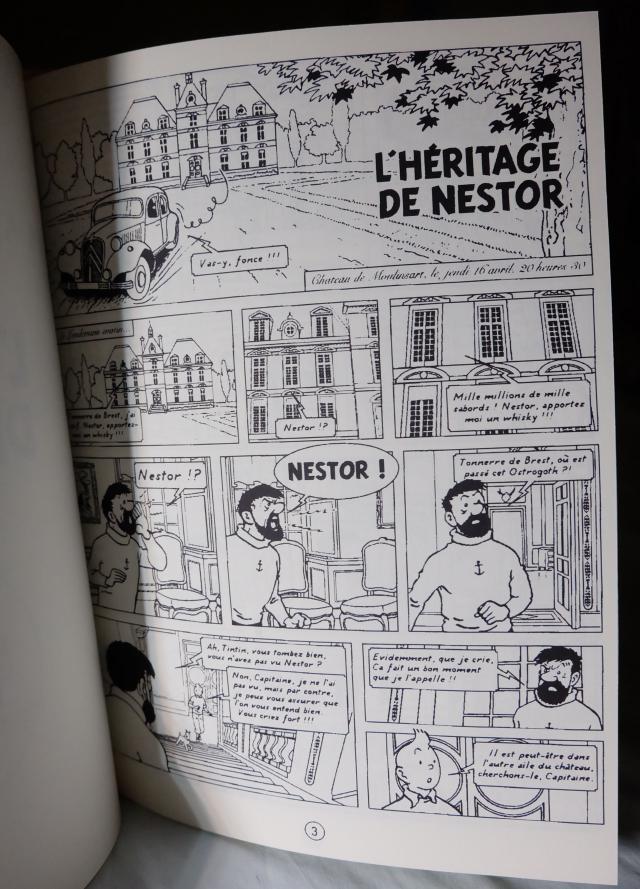 L'HÉRITAGE
DE NESTOR
Vas-y, fonce !!!
Chateau de Moulinsart, le, jeudi 16 avril. 20 heures 30
Nestor !?
Mille millions de mille
sabords ! Nestor, apportez
moi un whisky !!!
de Brest, j'ai
Nestor, apportez-
moi un whisky !!!
Nestor !?
NESTOR !
Tonnerre de Brest, où est
passé cet Ostrogoth ?!
Ah, Tintin, vous tombez bien,
vous n'avez pas vu Nestor ?
Non, Capitaine, je ne l'ai
pas vu, mais par contre,
je peux vous assurer que
l'on vous entend bien.
Vous criez fort !!!
Evidemment, que je crie,
Ca fait un bon moment
que je l'appelle !!
Il est peut-être dans
l'autre aile du château,
cherchons-le, Capitaine.
3